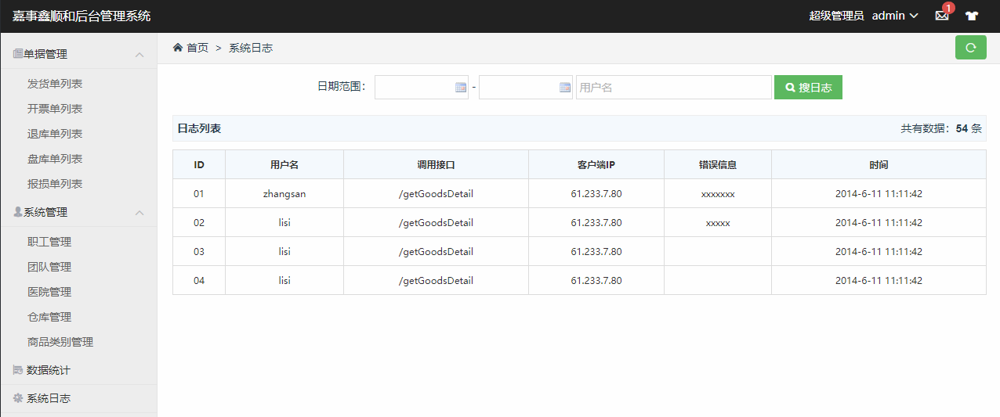 嘉事鑫顺和后台管理系统
超级管理员 admin 1
单据管理
发货单列表
开票单列表
退库单列表
盘库单列表
报损单列表
系统管理
职工管理
团队管理
医院管理
仓库管理
商品类别管理
数据统计
系统日志
首页 > 系统日志
日期范围： - 用户名 搜日志
日志列表 共有数据：54 条
ID 用户名 调用接口 客户端IP 错误信息 时间
01 zhangsan /getGoodsDetail 61.233.7.80 xxxxxxx 2014-6-11 11:11:42
02 lisi /getGoodsDetail 61.233.7.80 xxxxx 2014-6-11 11:11:42
03 lisi /getGoodsDetail 61.233.7.80 2014-6-11 11:11:42
04 lisi /getGoodsDetail 61.233.7.80 2014-6-11 11:11:42